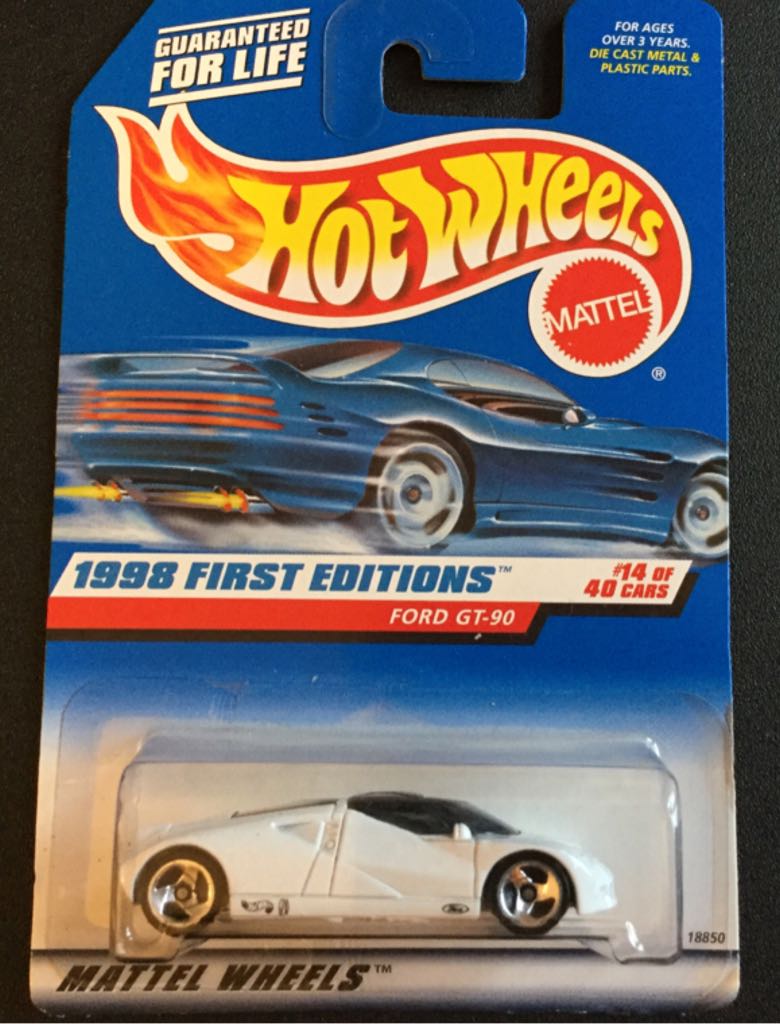 GUARANTEED
FOR LIFE
FOR AGES
OVER 3 YEARS.
DIE CAST METAL &
PLASTIC PARTS.
HOT WHEELS
MATTEL
®
1998 FIRST EDITIONS™
#14 OF
40 CARS
FORD GT-90
Ford
18850
MATTEL WHEELS™